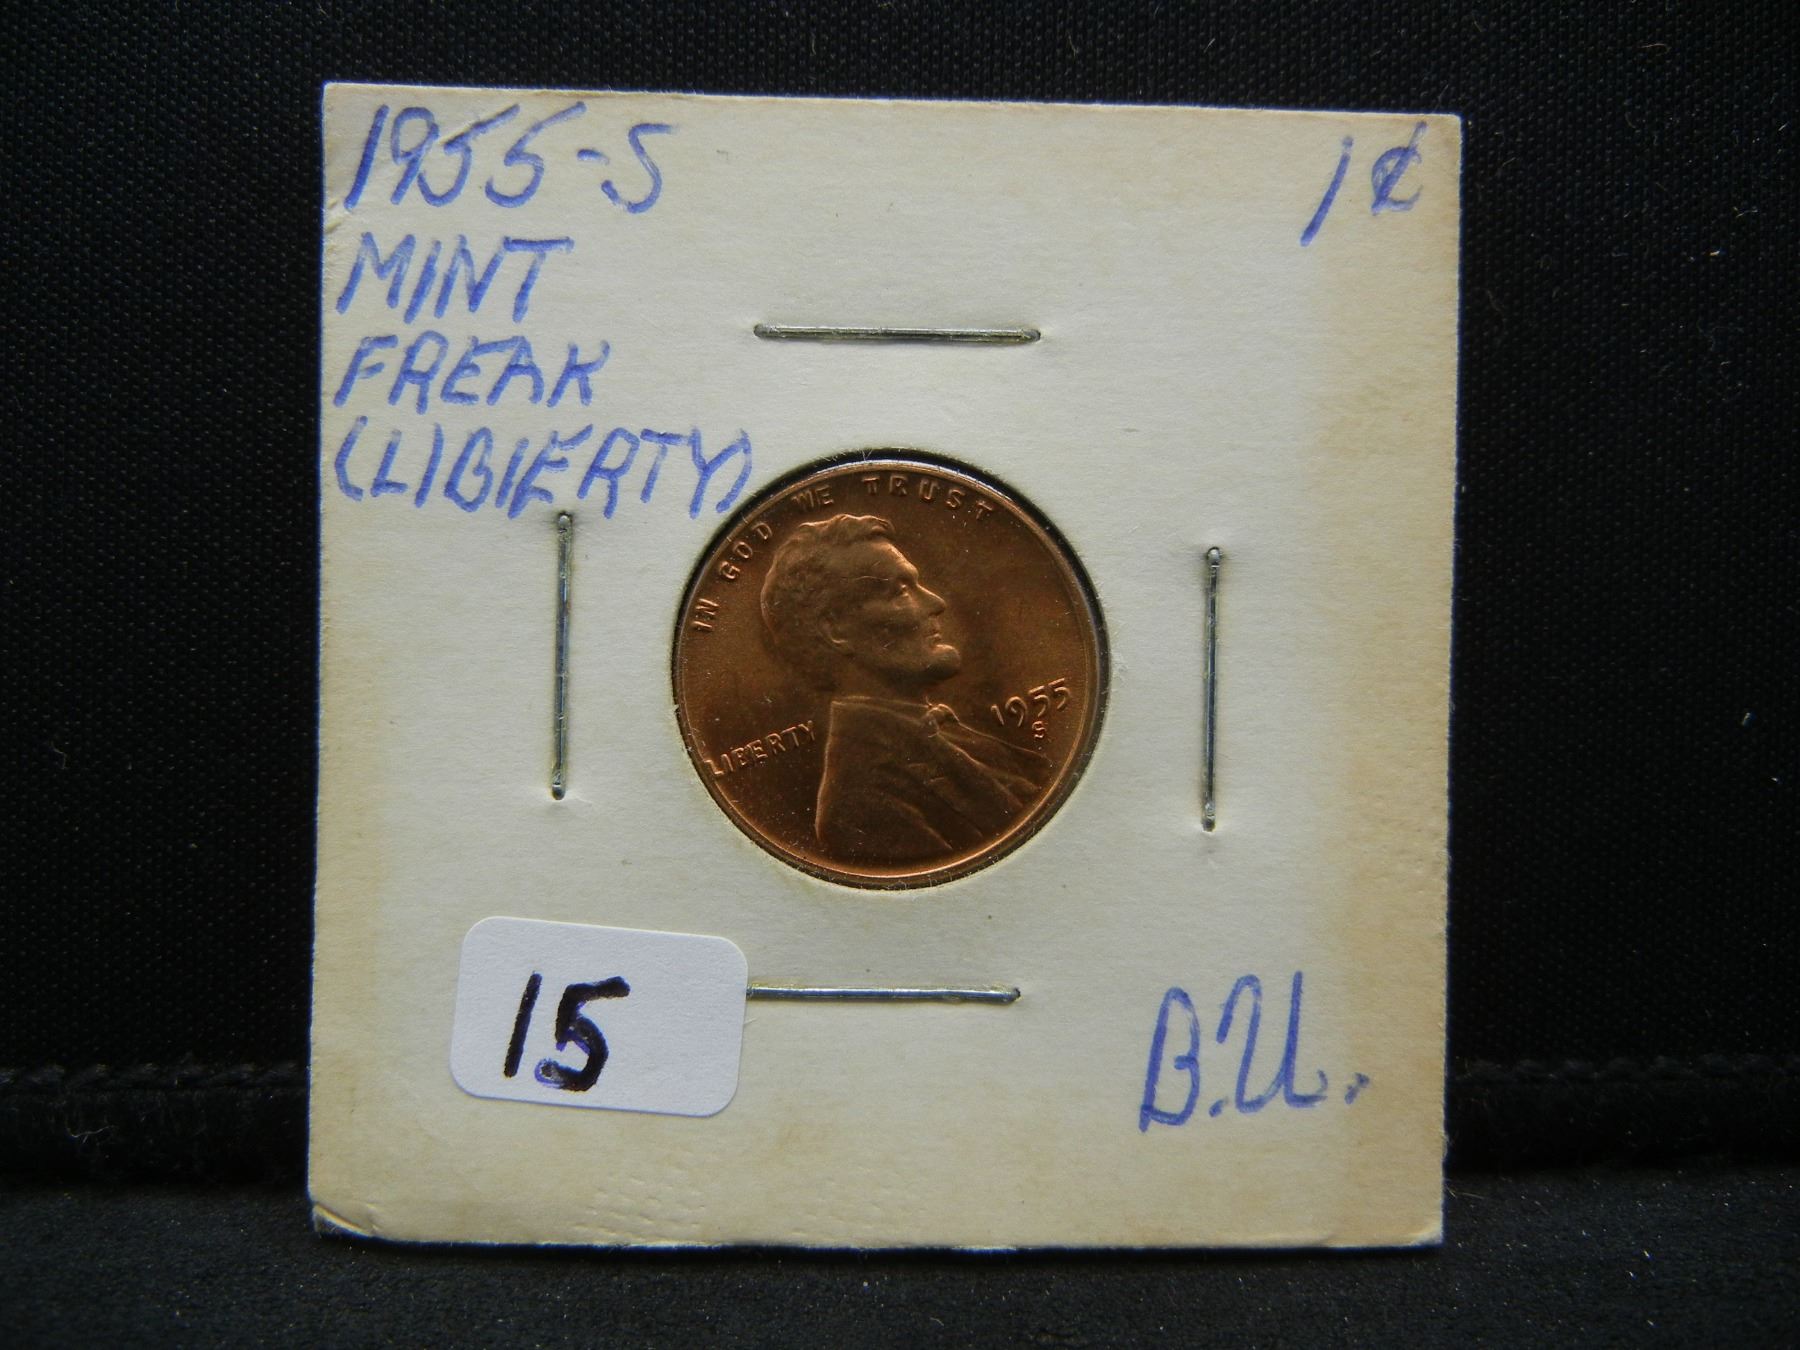 1955-S 1¢
MINT
FREAK
(LIBIERTY)
IN GOD WE TRUST
LIBERTY
1955
S
15
B.U.